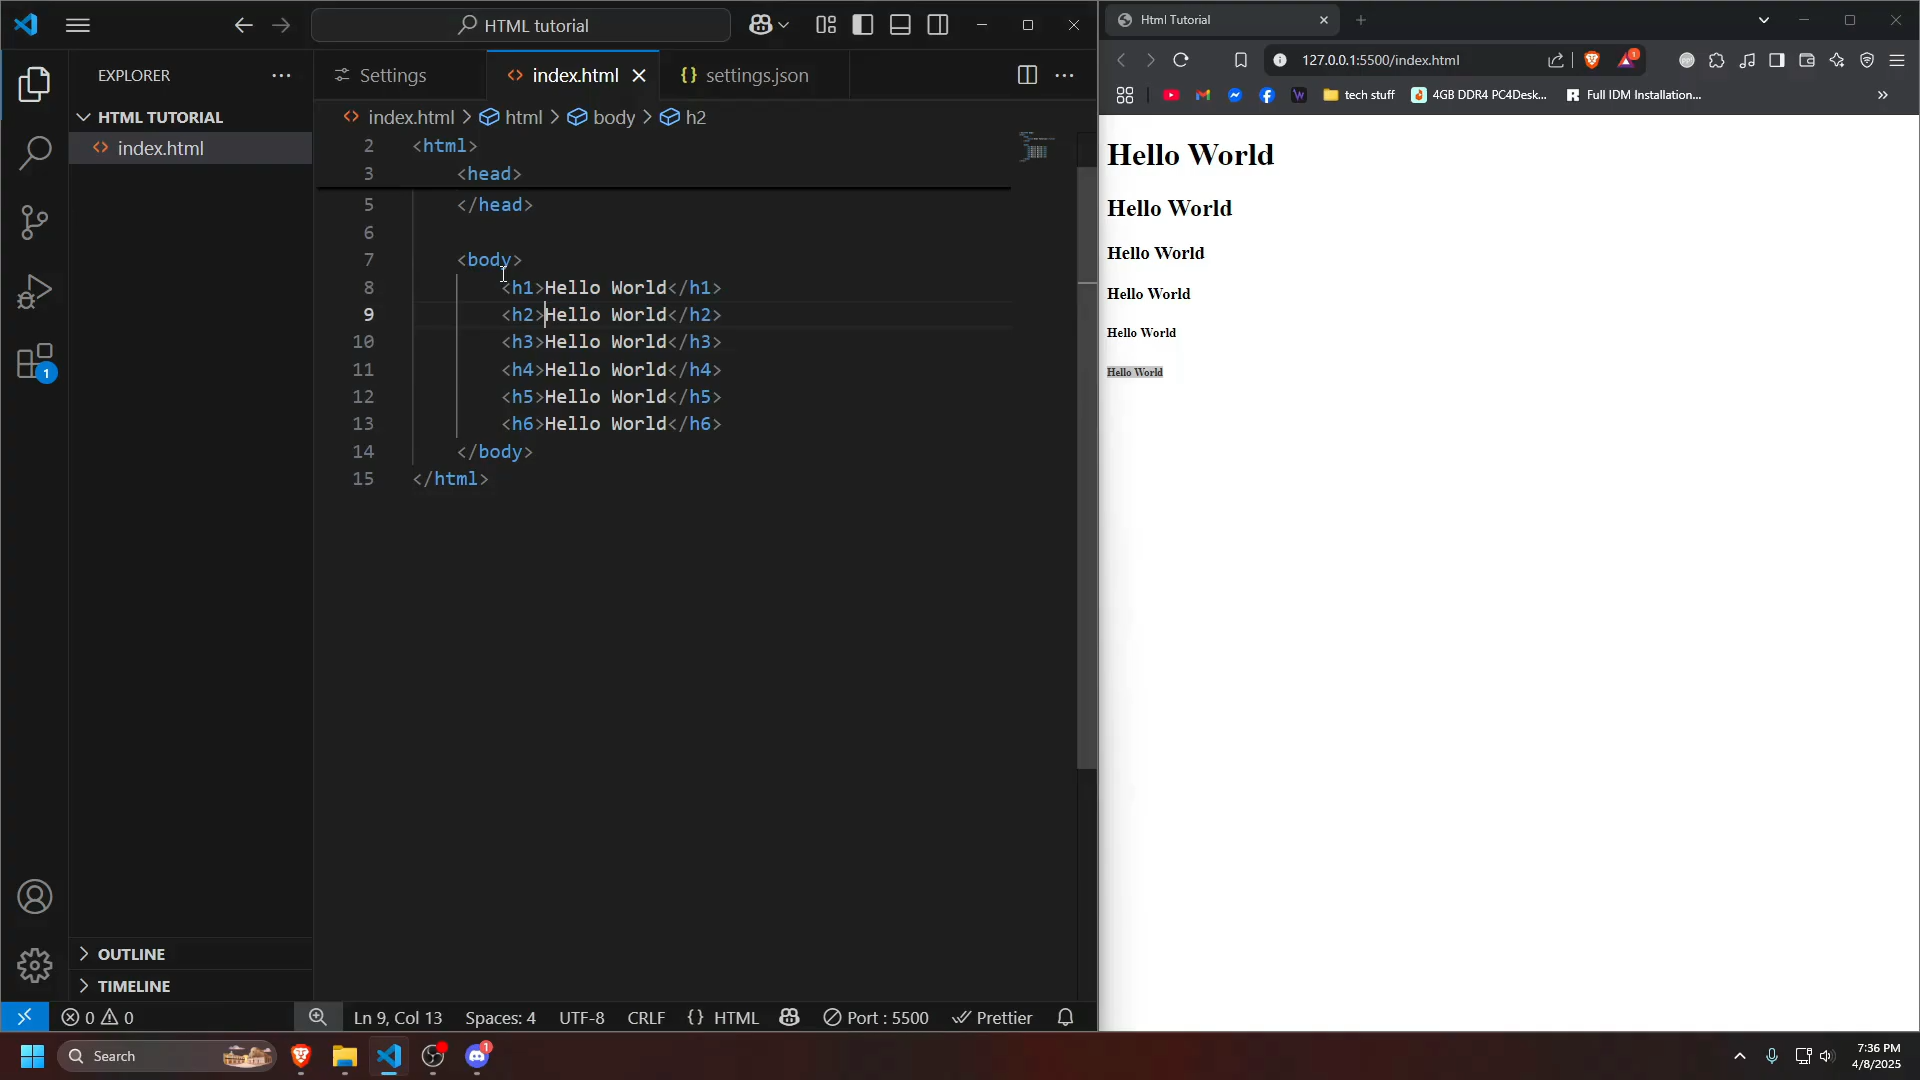 HTML tutorial
EXPLORER
HTML TUTORIAL
index.html
OUTLINE
TIMELINE
Settings
index.html
settings.json
index.html > html > body > h2
2 <html>
3 <head>
5 </head>
6
7 <body>
8 <h1>Hello World</h1>
9 <h2>Hello World</h2>
10 <h3>Hello World</h3>
11 <h4>Hello World</h4>
12 <h5>Hello World</h5>
13 <h6>Hello World</h6>
14 </body>
15 </html>
1
0 0
Ln 9, Col 13 Spaces: 4 UTF-8 CRLF {} HTML Port : 5500 Prettier
Html Tutorial
127.0.0.1:5500/index.html
1
tech stuff 4GB DDR4 PC4Desk... Full IDM Installation...
Hello World
Hello World
Hello World
Hello World
Hello World
Hello World
Search
1
7:36 PM
4/8/2025